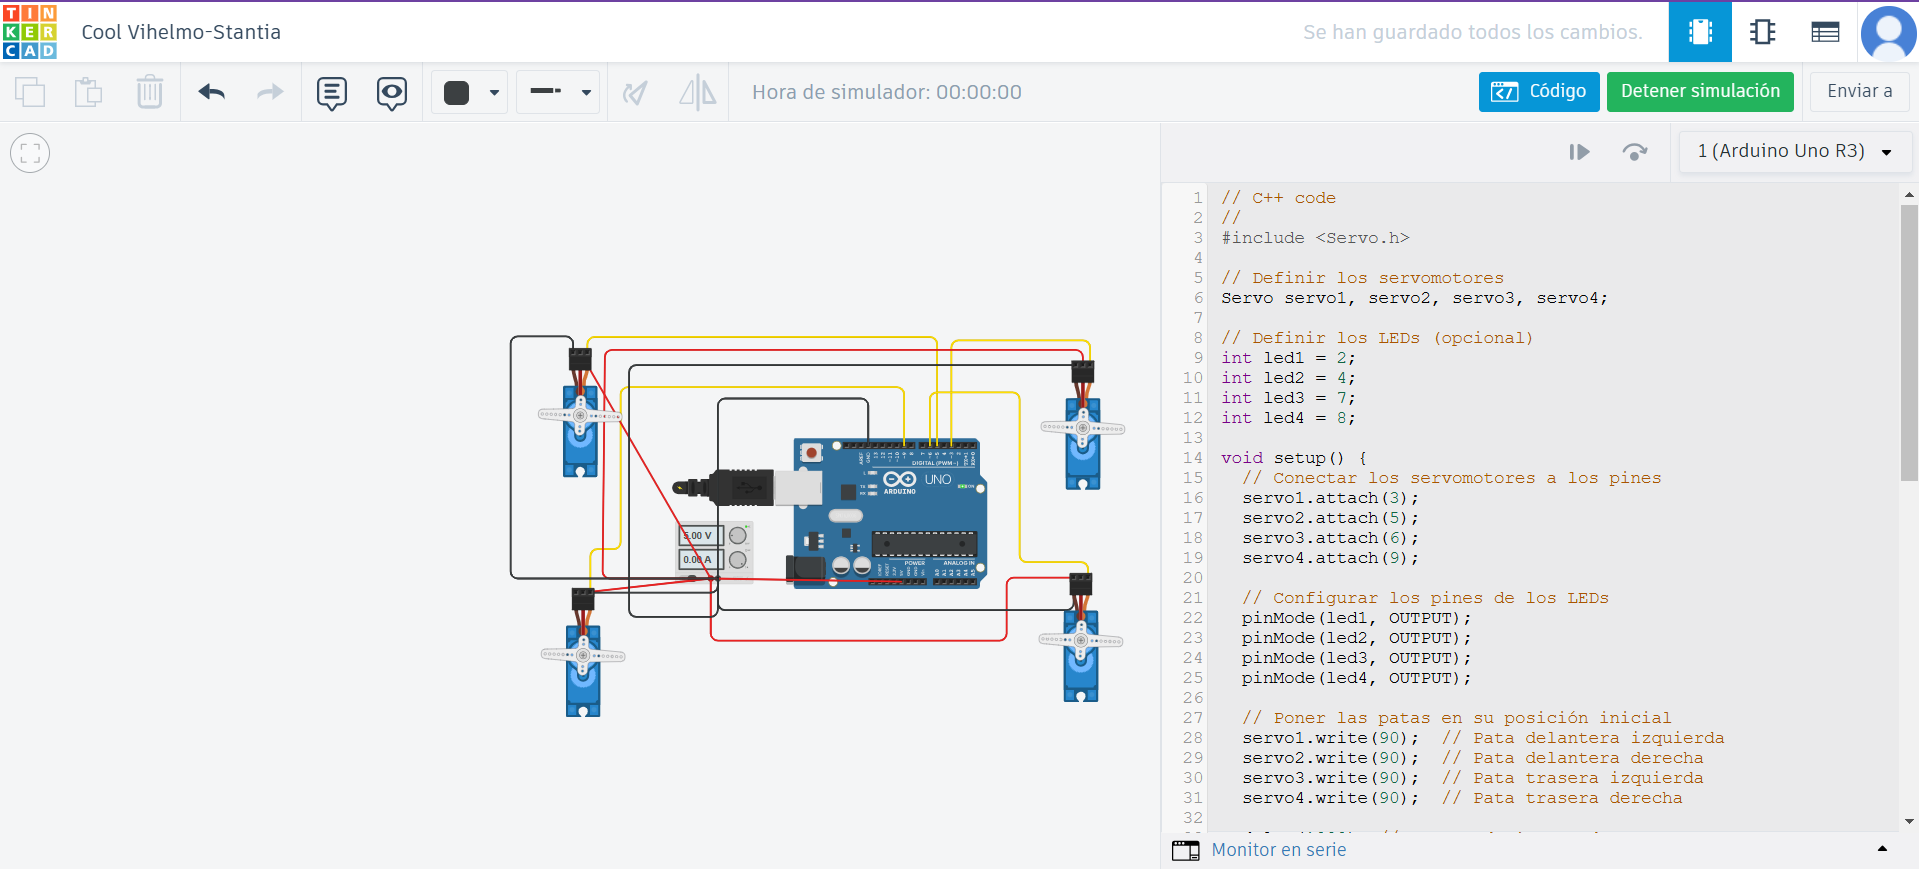 TIN
KER
CAD
Cool Vihelmo-Stantia
Se han guardado todos los cambios.
Hora de simulador: 00:00:00
Código
Detener simulación
Enviar a
1 (Arduino Uno R3)
1 // C++ code
2 //
3 #include <Servo.h>
4
5 // Definir los servomotores
6 Servo servo1, servo2, servo3, servo4;
7
8 // Definir los LEDs (opcional)
9 int led1 = 2;
10 int led2 = 4;
11 int led3 = 7;
12 int led4 = 8;
13
14 void setup() {
15 // Conectar los servomotores a los pines
16 servo1.attach(3);
17 servo2.attach(5);
18 servo3.attach(6);
19 servo4.attach(9);
20
21 // Configurar los pines de los LEDs
22 pinMode(led1, OUTPUT);
23 pinMode(led2, OUTPUT);
24 pinMode(led3, OUTPUT);
25 pinMode(led4, OUTPUT);
26
27 // Poner las patas en su posición inicial
28 servo1.write(90); // Pata delantera izquierda
29 servo2.write(90); // Pata delantera derecha
30 servo3.write(90); // Pata trasera izquierda
31 servo4.write(90); // Pata trasera derecha
32
Monitor en serie
DIGITAL (PWM~)
UNO
ARDUINO
ON
5.00 V
0.00 A
POWER
ANALOG IN